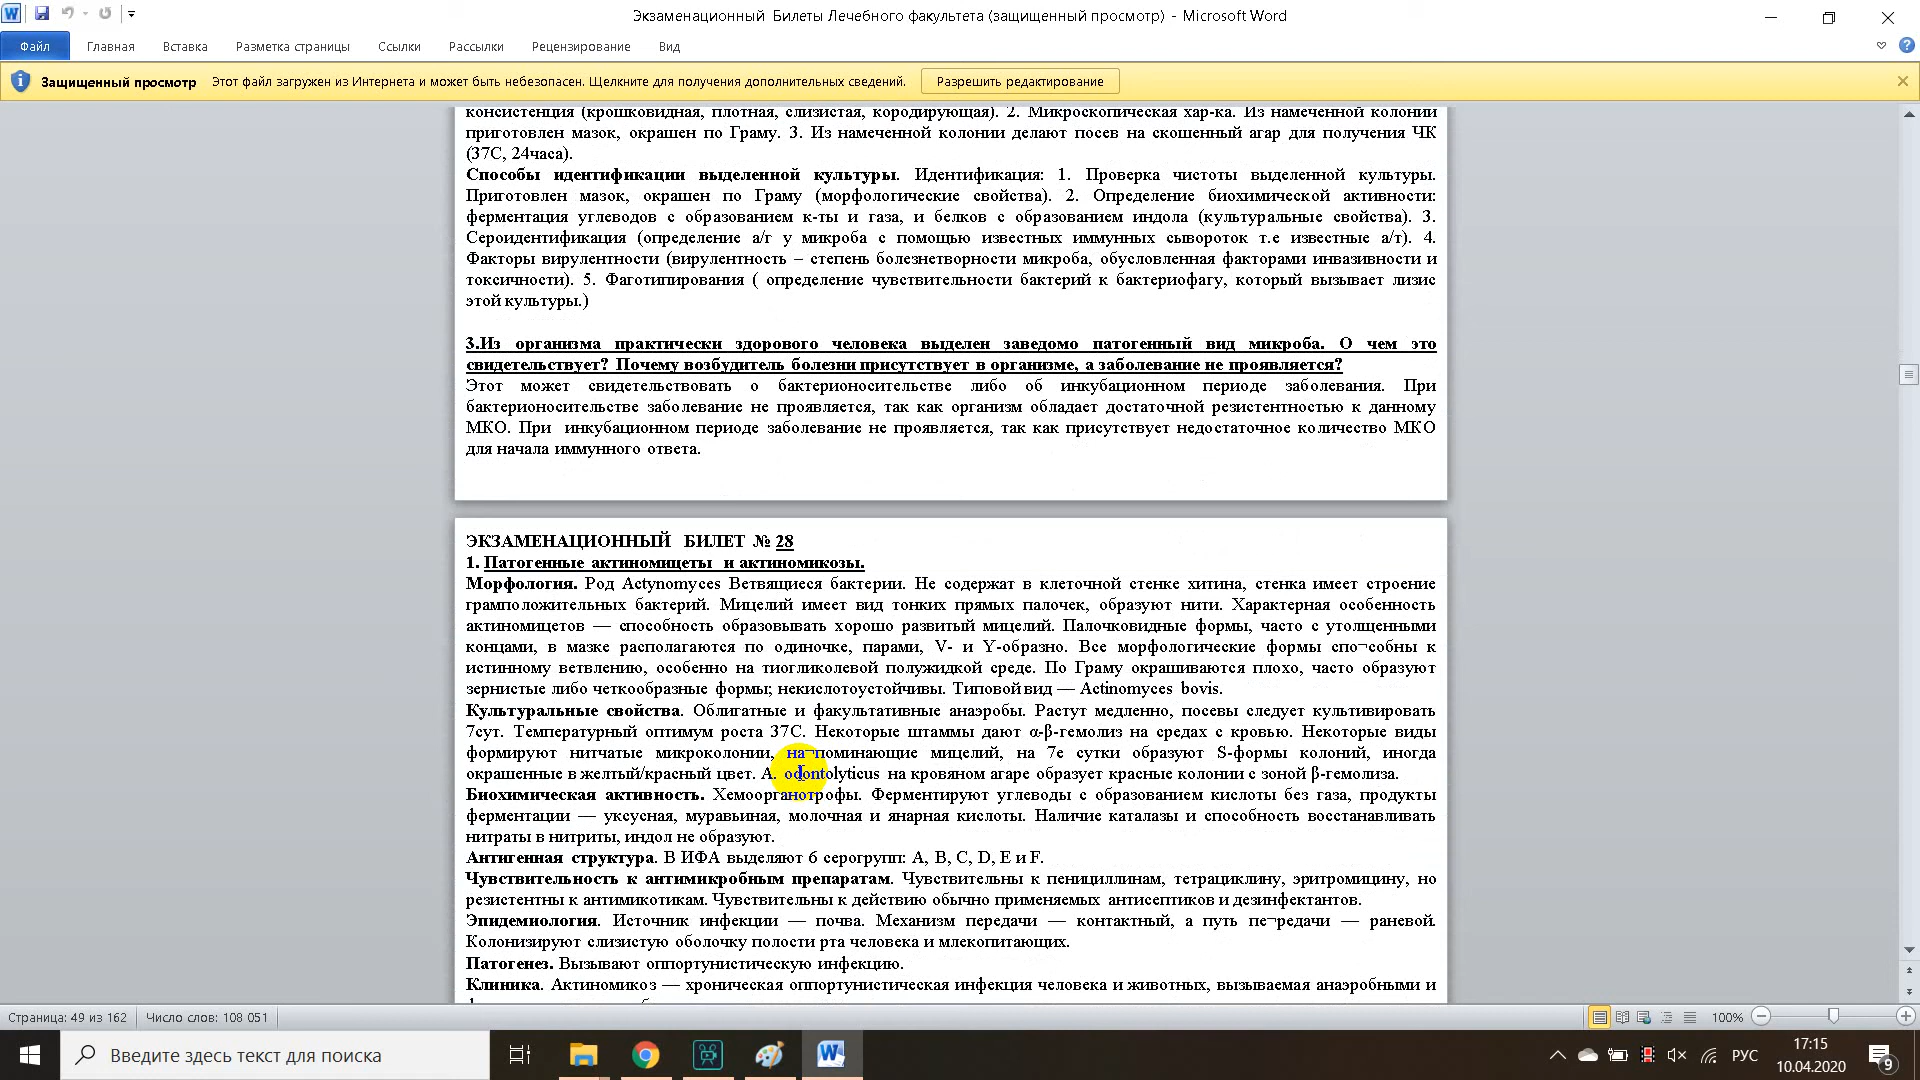 Экзаменационный Билеты Лечебного факультета (защищенный просмотр) - Microsoft Word
Файл Главная Вставка Разметка страницы Ссылки Рассылки Рецензирование Вид
Защищенный просмотр Этот файл загружен из Интернета и может быть небезопасен. Щелкните для получения дополнительных сведений. Разрешить редактирование
консистенция (крошковидная, плотная, слизистая, кородирующая). 2. Микроскопическая хар-ка. Из намеченной колонии
приготовлен мазок, окрашен по Граму. 3. Из намеченной колонии делают посев на скошенный агар для получения ЧК
(37С, 24часа).
Способы идентификации выделенной культуры. Идентификация: 1. Проверка чистоты выделенной культуры.
Приготовлен мазок, окрашен по Граму (морфологические свойства). 2. Определение биохимической активности:
ферментация углеводов с образованием к-ты и газа, и белков с образованием индола (культуральные свойства). 3.
Сероидентификация (определение а/г у микроба с помощью известных иммунных сывороток т.е известные а/т). 4.
Факторы вирулентности (вирулентность – степень болезнетворности микроба, обусловленная факторами инвазивности и
токсичности). 5. Фаготипирования ( определение чувствительности бактерий к бактериофагу, который вызывает лизис
этой культуры.)
3.Из организма практически здорового человека выделен заведомо патогенный вид микроба. О чем это
свидетельствует? Почему возбудитель болезни присутствует в организме, а заболевание не проявляется?
Этот может свидетельствовать о бактерионосительстве либо об инкубационном периоде заболевания. При
бактерионосительстве заболевание не проявляется, так как организм обладает достаточной резистентностью к данному
МКО. При инкубационном периоде заболевание не проявляется, так как присутствует недостаточное количество МКО
для начала иммунного ответа.
ЭКЗАМЕНАЦИОННЫЙ БИЛЕТ № 28
1. Патогенные актиномицеты и актиномикозы.
Морфология. Род Actynomyces Ветвящиеся бактерии. Не содержат в клеточной стенке хитина, стенка имеет строение
грамположительных бактерий. Мицелий имеет вид тонких прямых палочек, образуют нити. Характерная особенность
актиномицетов — способность образовывать хорошо развитый мицелий. Палочковидные формы, часто с утолщенными
концами, в мазке располагаются по одиночке, парами, V- и Y-образно. Все морфологические формы спо¬собны к
истинному ветвлению, особенно на тиогликолевой полужидкой среде. По Граму окрашиваются плохо, часто образуют
зернистые либо четкообразные формы; некислотоустойчивы. Типовой вид — Actinomyces bovis.
Культуральные свойства. Облигатные и факультативные анаэробы. Растут медленно, посевы следует культивировать
7сут. Температурный оптимум роста 37С. Некоторые штаммы дают α-β-гемолиз на средах с кровью. Некоторые виды
формируют нитчатые микроколонии, на¬поминающие мицелий, на 7е сутки образуют S-формы колоний, иногда
окрашенные в желтый/красный цвет. A. odontolyticus на кровяном агаре образует красные колонии с зоной β-гемолиза.
Биохимическая активность. Хемоорганотрофы. Ферментируют углеводы с образованием кислоты без газа, продукты
ферментации — уксусная, муравьиная, молочная и янарная кислоты. Наличие каталазы и способность восстанавливать
нитраты в нитриты, индол не образуют.
Антигенная структура. В ИФА выделяют 6 серогрупп: A, B, C, D, E и F.
Чувствительность к антимикробным препаратам. Чувствительны к пенициллинам, тетрациклину, эритромицину, но
резистентны к антимикотикам. Чувствительны к действию обычно применяемых антисептиков и дезинфектантов.
Эпидемиология. Источник инфекции — почва. Механизм передачи — контактный, а путь пе¬редачи — раневой.
Колонизируют слизистую оболочку полости рта человека и млекопитающих.
Патогенез. Вызывают оппортунистическую инфекцию.
Клиника. Актиномикоз — хроническая оппортунистическая инфекция человека и животных, вызываемая анаэробными и
Страница: 49 из 162 Число слов: 108 051 100%
Введите здесь текст для поиска РУС 17:15
10.04.2020 9